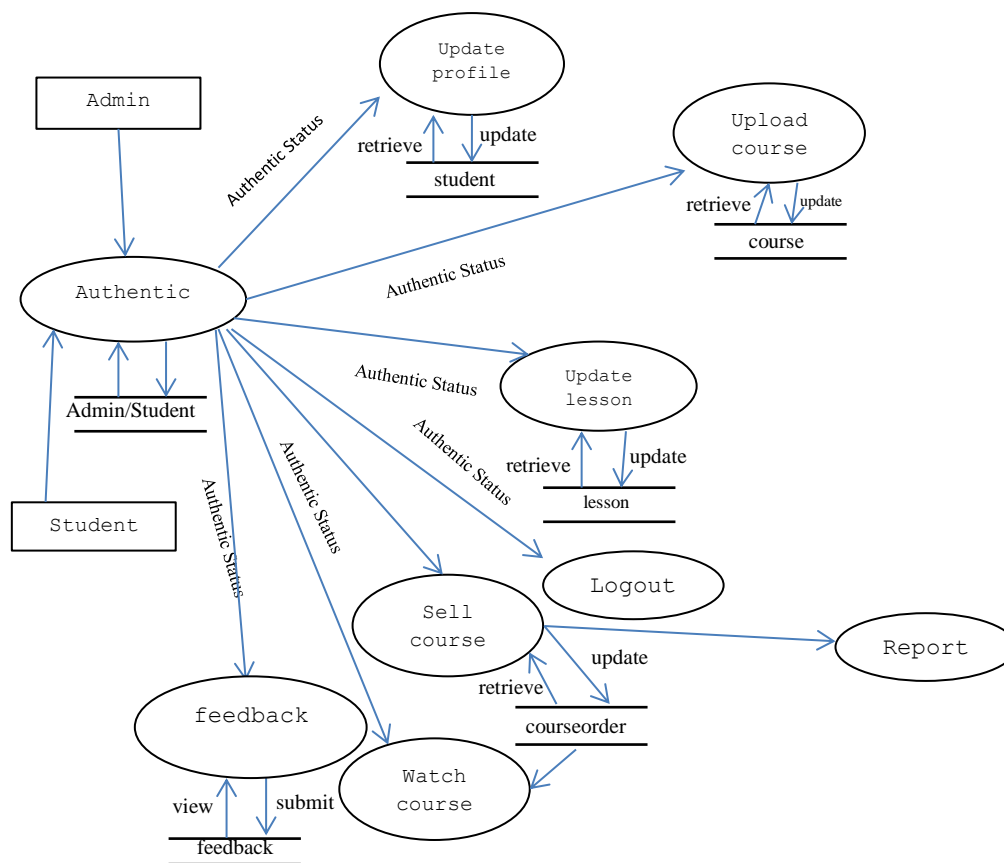 Update
profile
Admin
Authentic Status
retrieve
update
student
Upload
course
retrieve
update
course
Authentic
Authentic Status
Authentic Status
Update
lesson
Admin/Student
Authentic Status
retrieve
update
lesson
Student
Authentic Status
Authentic Status
Logout
Sell
course
Report
update
retrieve
courseorder
feedback
Watch
course
view
submit
feedback